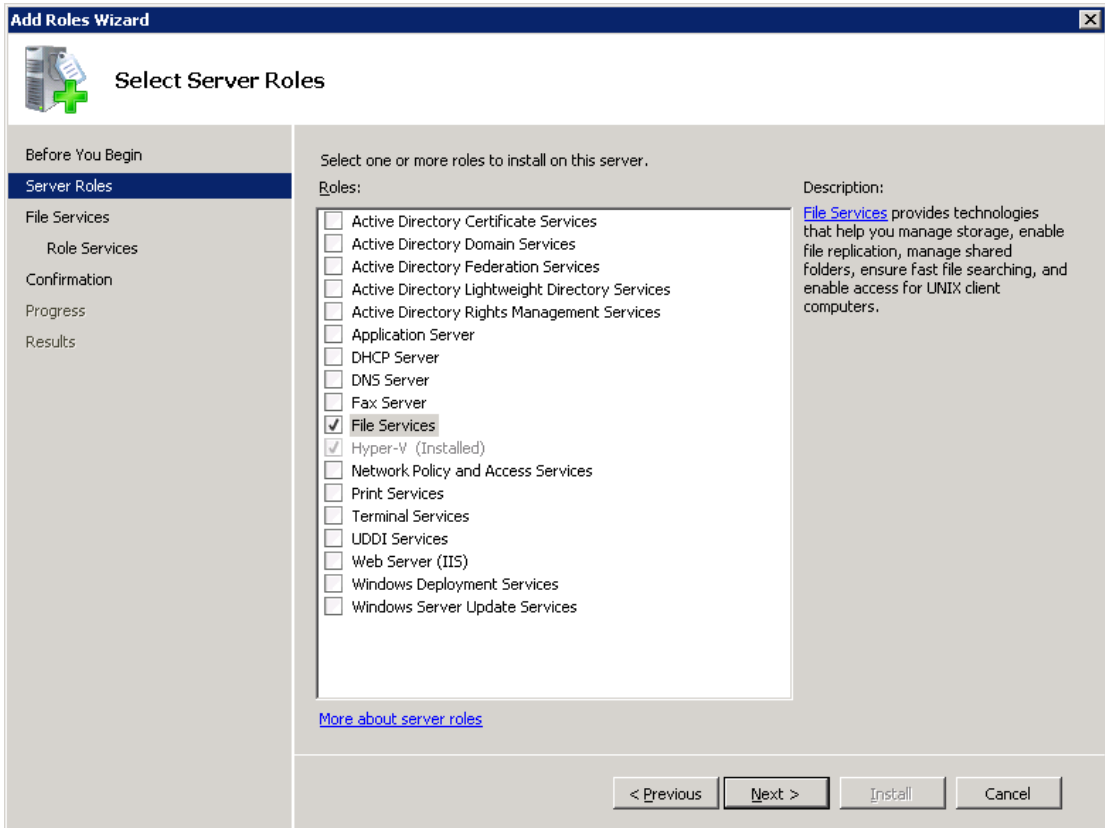 Add Roles Wizard
Select Server Roles
Before You Begin
Server Roles
File Services
Role Services
Confirmation
Progress
Results
Select one or more roles to install on this server.
Roles:
Active Directory Certificate Services
Active Directory Domain Services
Active Directory Federation Services
Active Directory Lightweight Directory Services
Active Directory Rights Management Services
Application Server
DHCP Server
DNS Server
Fax Server
File Services
Hyper-V (Installed)
Network Policy and Access Services
Print Services
Terminal Services
UDDI Services
Web Server (IIS)
Windows Deployment Services
Windows Server Update Services
More about server roles
Description:
File Services provides technologies
that help you manage storage, enable
file replication, manage shared
folders, ensure fast file searching, and
enable access for UNIX client
computers.
< Previous
Next >
Install
Cancel